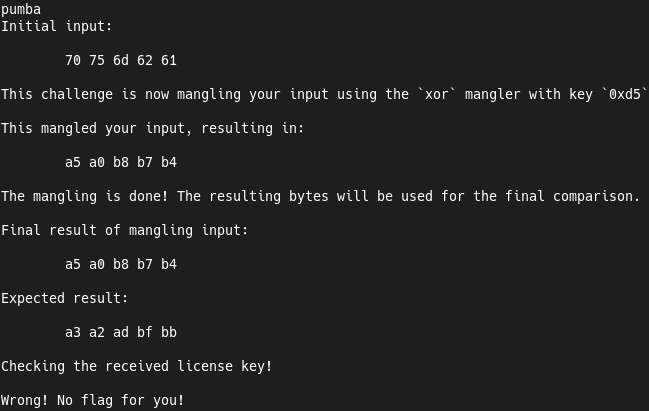 pumba
Initial input:
70 75 6d 62 61
This challenge is now mangling your input using the `xor` mangler with key `0xd5`
This mangled your input, resulting in:
a5 a0 b8 b7 b4
The mangling is done! The resulting bytes will be used for the final comparison.
Final result of mangling input:
a5 a0 b8 b7 b4
Expected result:
a3 a2 ad bf bb
Checking the received license key!
Wrong! No flag for you!